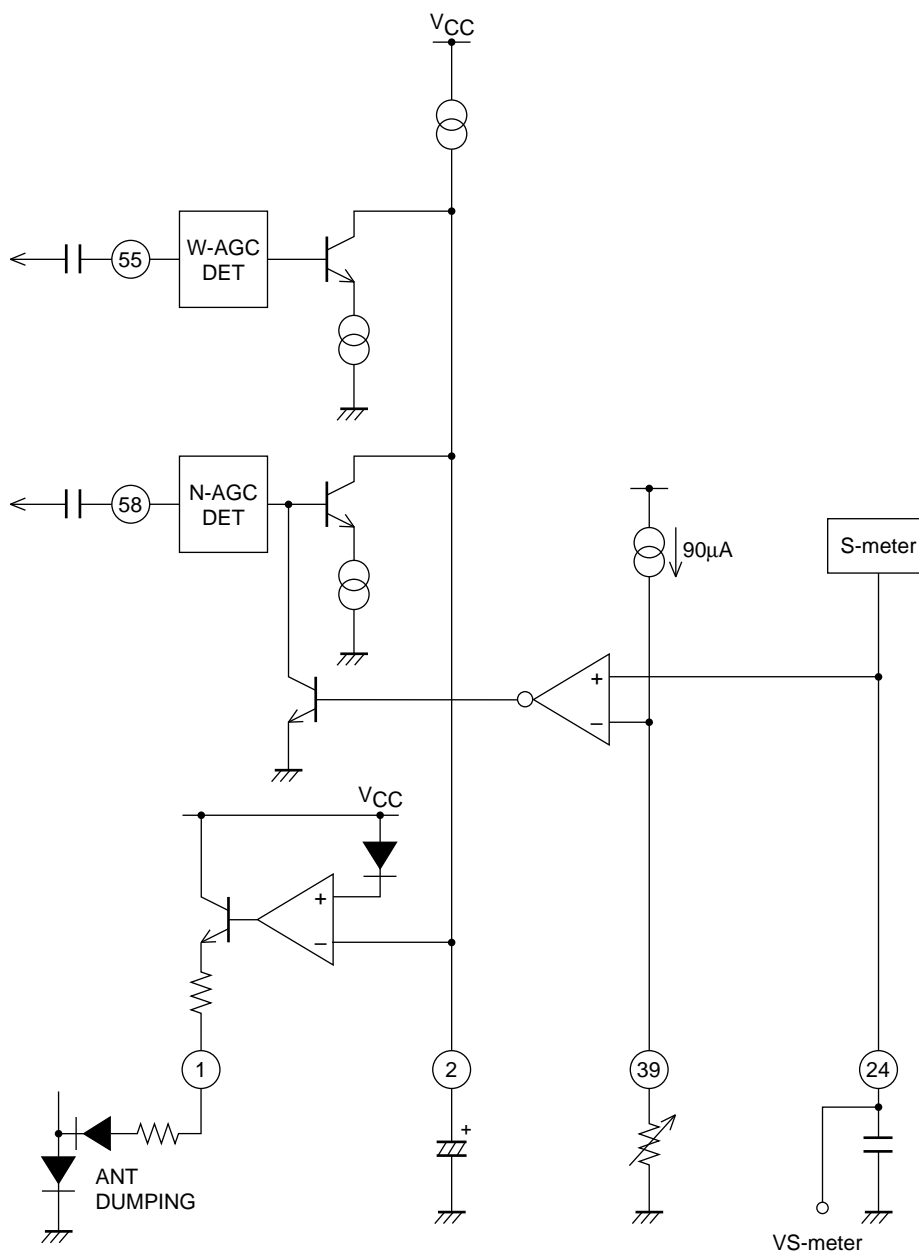 VCC
55
W-AGC
DET
58
N-AGC
DET
90µA
S-meter
+
−
VCC
+
−
1
2
39
24
+
ANT
DUMPING
VS-meter